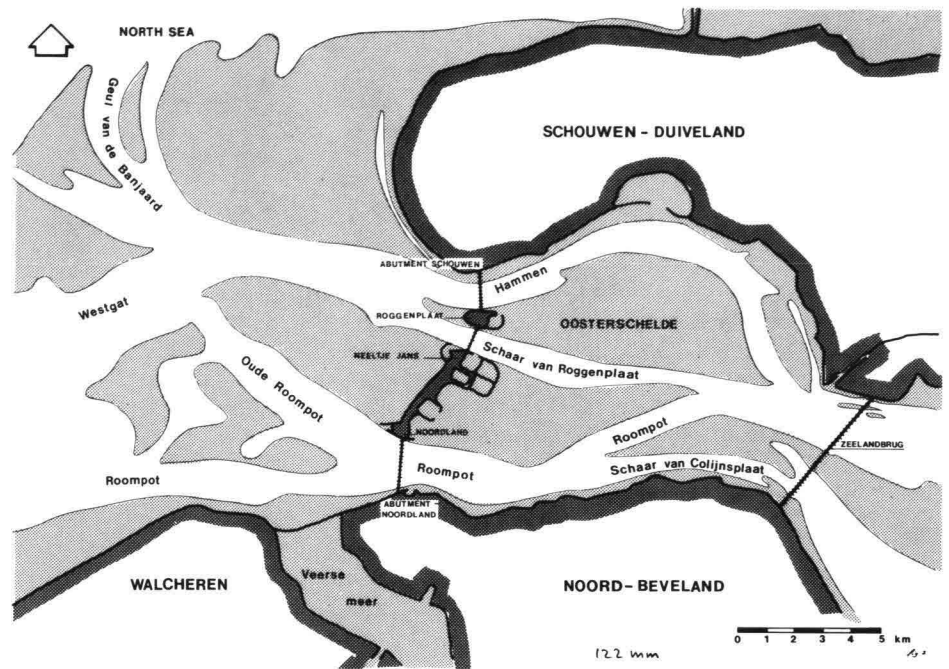 NORTH SEA
Geul van de Banjaard
SCHOUWEN - DUIVELAND
ABUTMENT SCHOUWEN
Hammen
Westgat
ROGGENPLAAT
OOSTERSCHELDE
NEELTJE JANS
Schaar van Roggenplaat
Oude Roompot
NOORDLAND
Roompot
ZEELANDBRUG
Roompot
Schaar van Colijnsplaat
Roompot
ABUTMENT-
NOORDLAND
WALCHEREN
Veerse
meer
NOORD-BEVELAND
0 1 2 3 4 5 km
122 mm